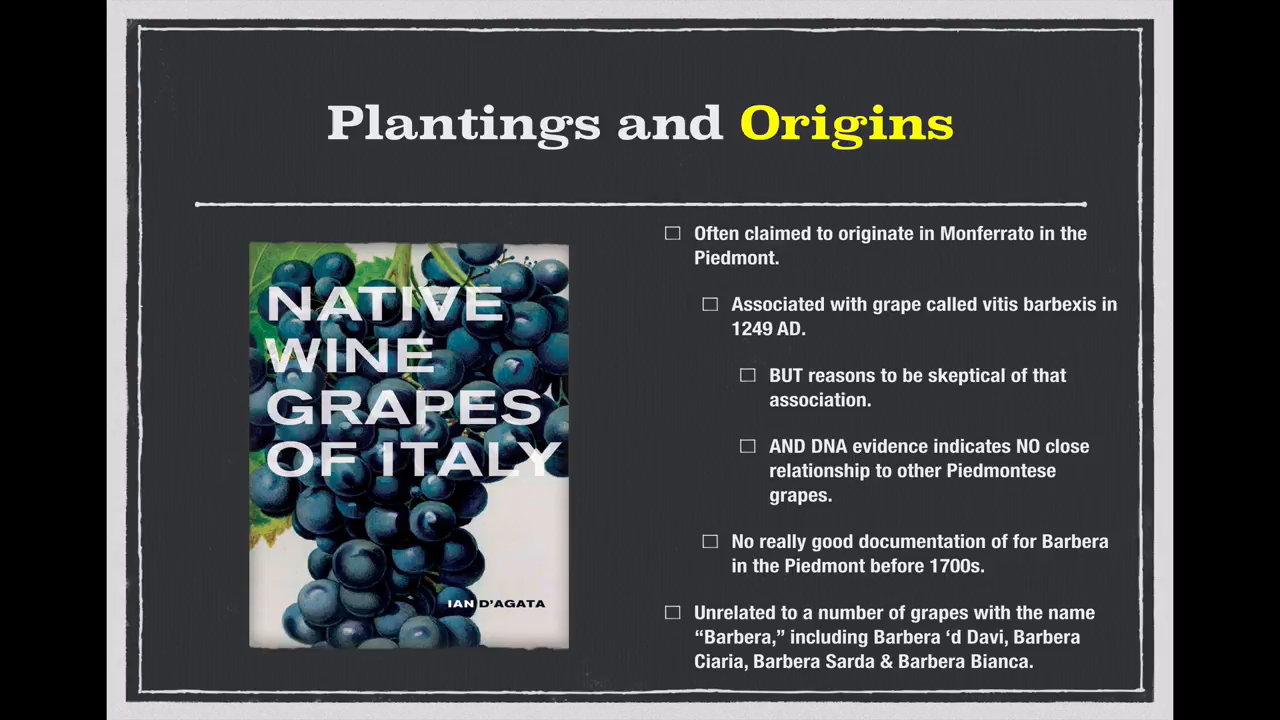 Plantings and Origins
NATIVE
WINE
GRAPES
OF ITALY
IAN D'AGATA
Often claimed to originate in Monferrato in the
Piedmont.
Associated with grape called vitis barbexis in
1249 AD.
BUT reasons to be skeptical of that
association.
AND DNA evidence indicates NO close
relationship to other Piedmontese
grapes.
No really good documentation of for Barbera
in the Piedmont before 1700s.
Unrelated to a number of grapes with the name
“Barbera,” including Barbera ‘d Davi, Barbera
Ciaria, Barbera Sarda & Barbera Bianca.